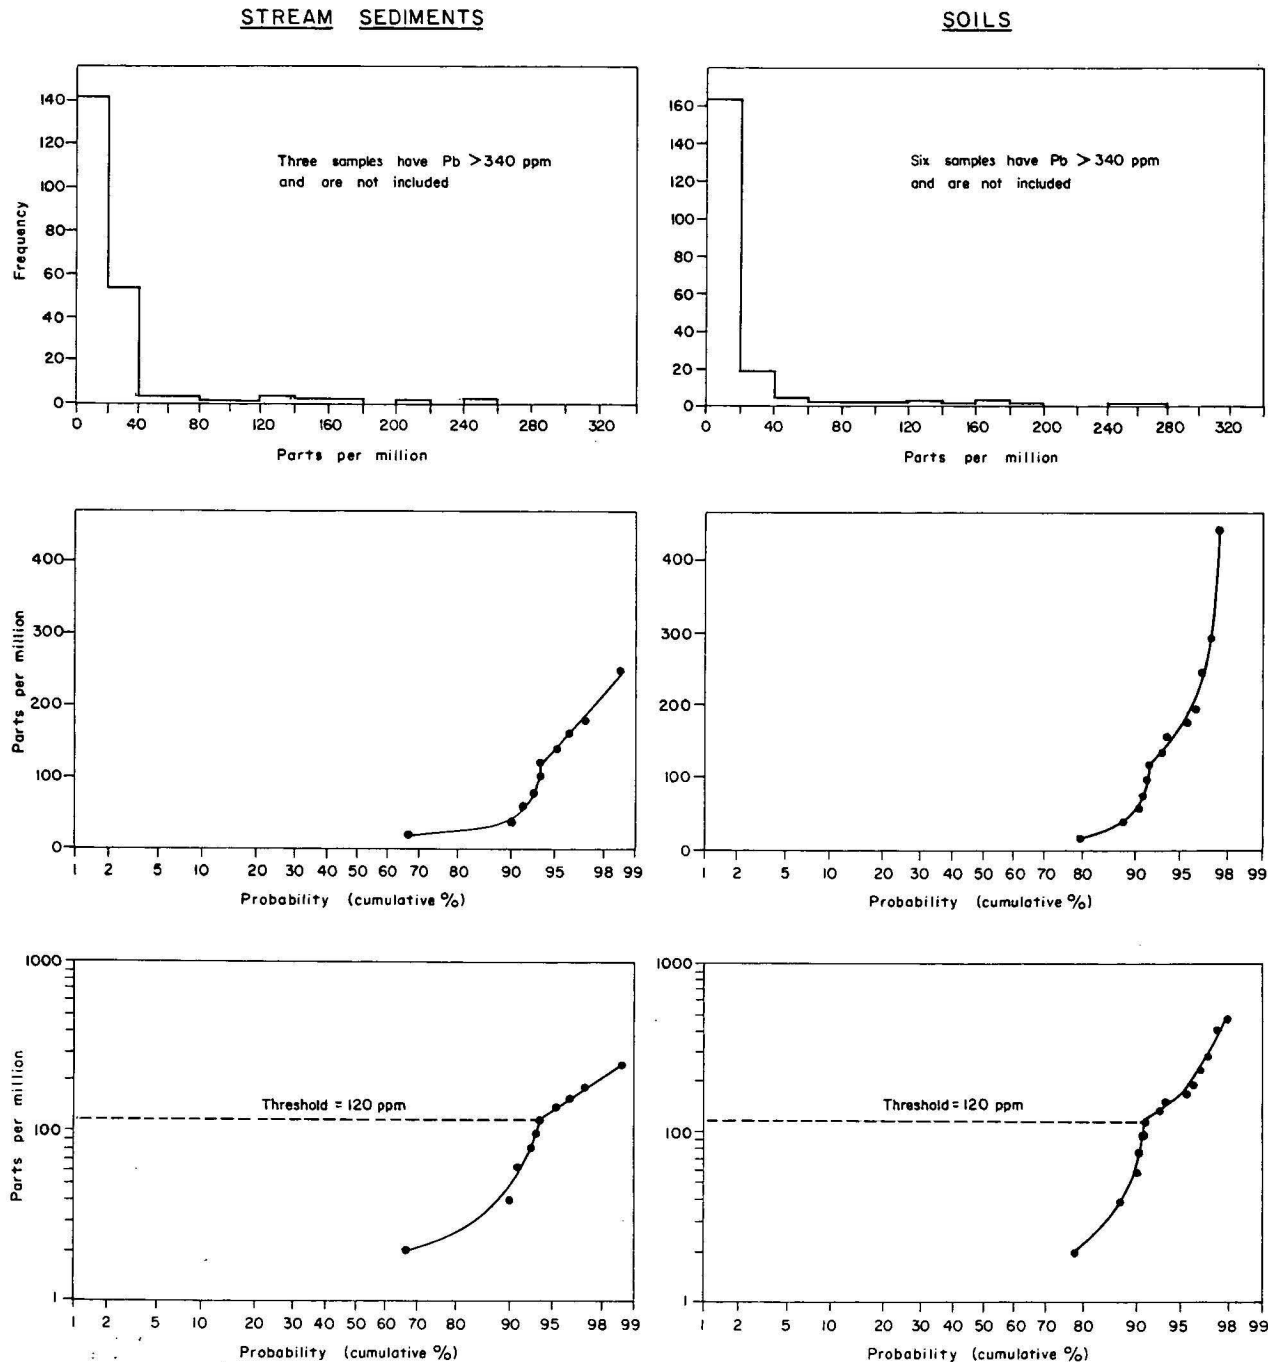 STREAM SEDIMENTS
SOILS
140
120
140
80
60
40
20
0
Frequency
Three samples have Pb >340 ppm
and are not included
0 40 80 120 160 200 240 280 320
Parts per million
160
140
120
100
80
60
40
20
0
Six samples have Pb >340 ppm
and are not included
0 40 80 120 160 200 240 280 320
Parts per million
400
300
200
100
0
Parts per million
1 2 5 10 20 30 40 50 60 70 80 90 95 98 99
Probability (cumulative %)
400
300
200
100
0
1 2 5 10 20 30 40 50 60 70 80 90 95 98 99
Probability (cumulative %)
1000
100
1
Parts per million
Threshold = 120 ppm
1 2 5 10 20 30 40 50 60 70 80 90 95 98 99
Probability (cumulative %)
1000
100
1
Threshold = 120 ppm
1 2 5 10 20 30 40 50 60 70 80 90 95 98 99
Probability (cumulative %)